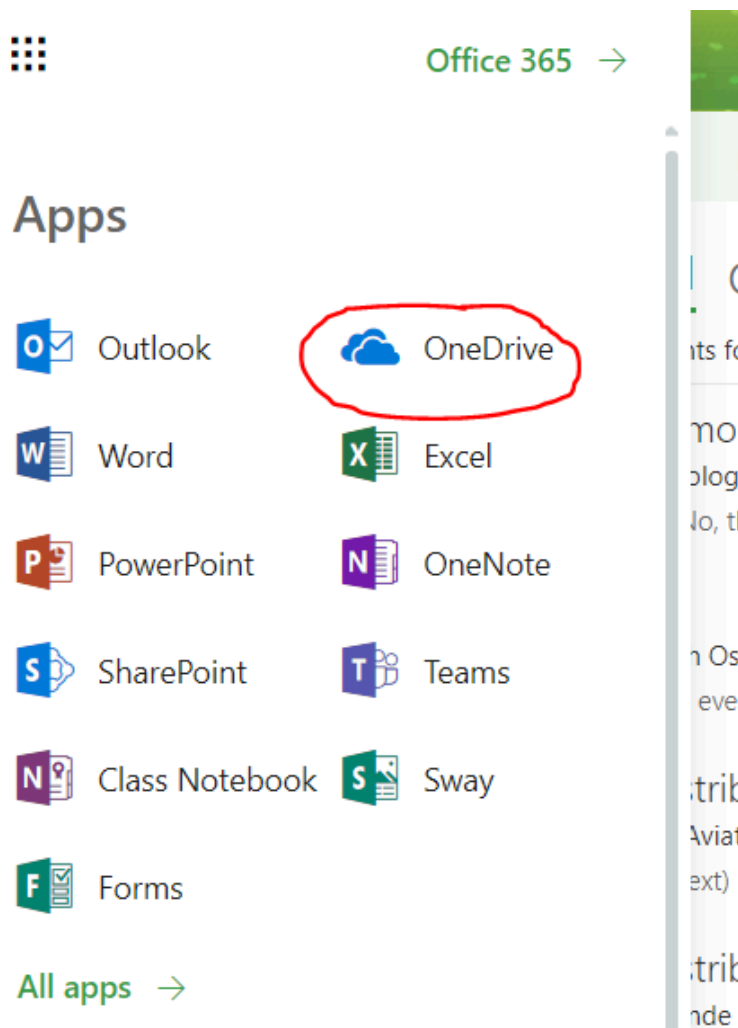 Office 365 →
Apps
Outlook
OneDrive
Word
Excel
PowerPoint
OneNote
SharePoint
Teams
Class Notebook
Sway
Forms
All apps →